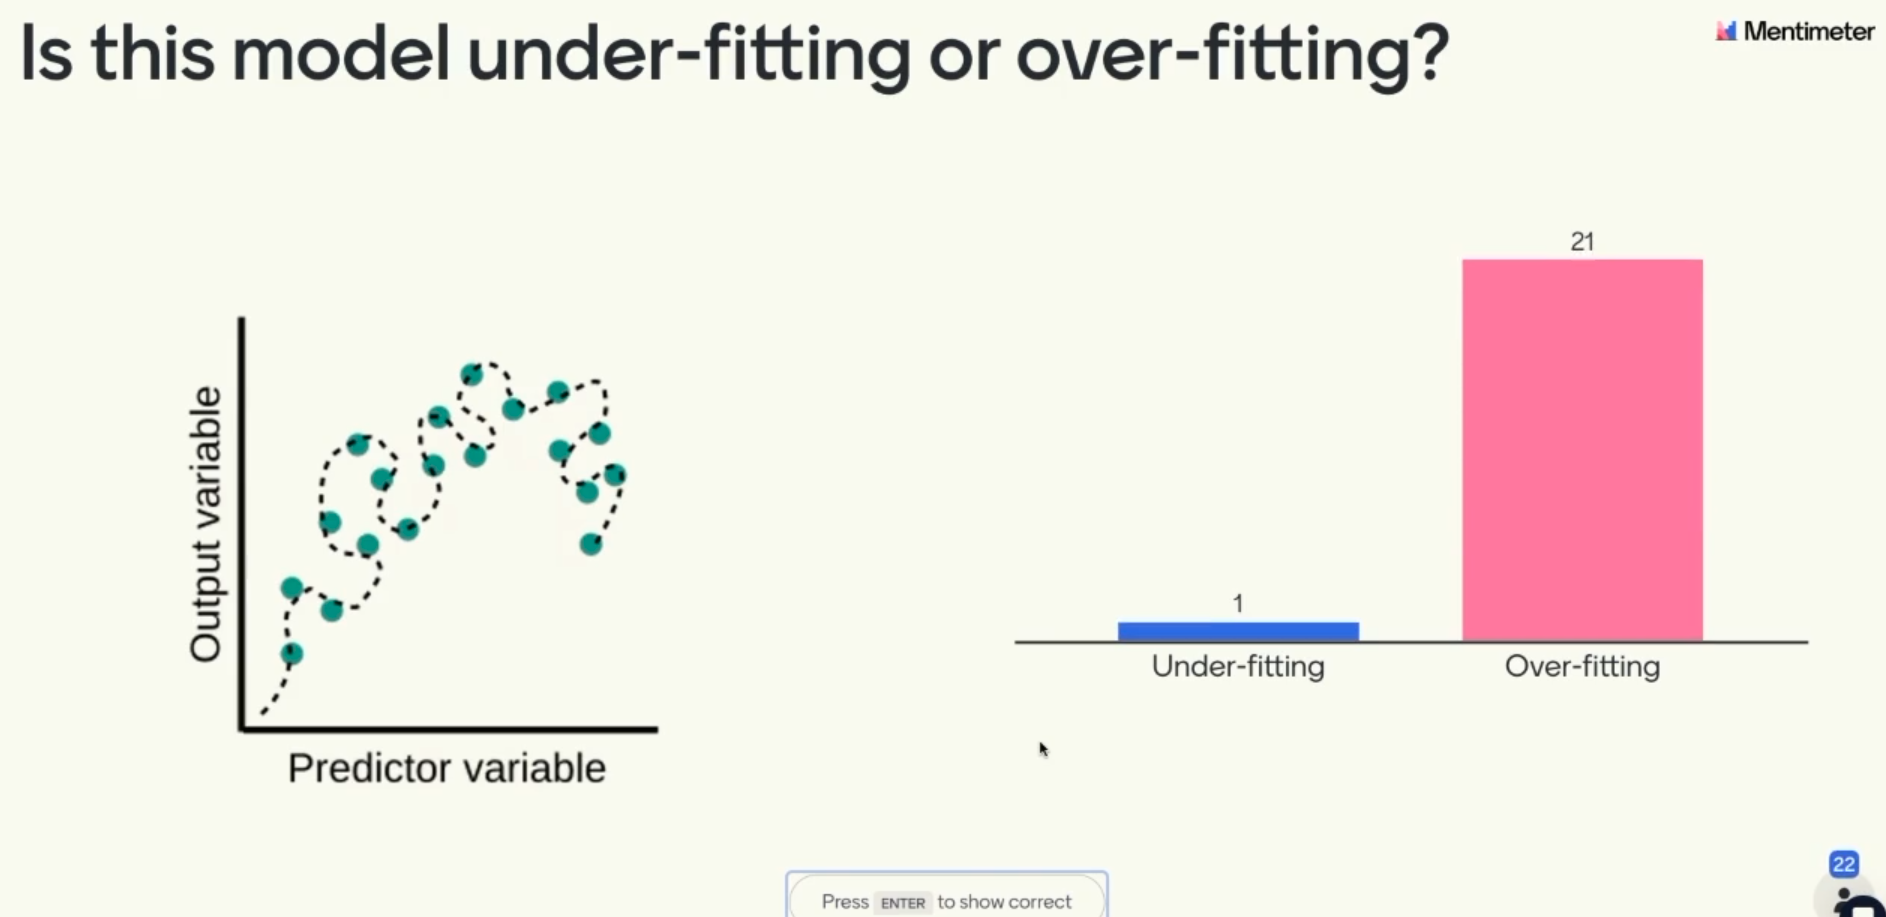 Is this model under-fitting or over-fitting?
Mentimeter
Output variable
Predictor variable
21
1
Under-fitting
Over-fitting
Press ENTER to show correct
22